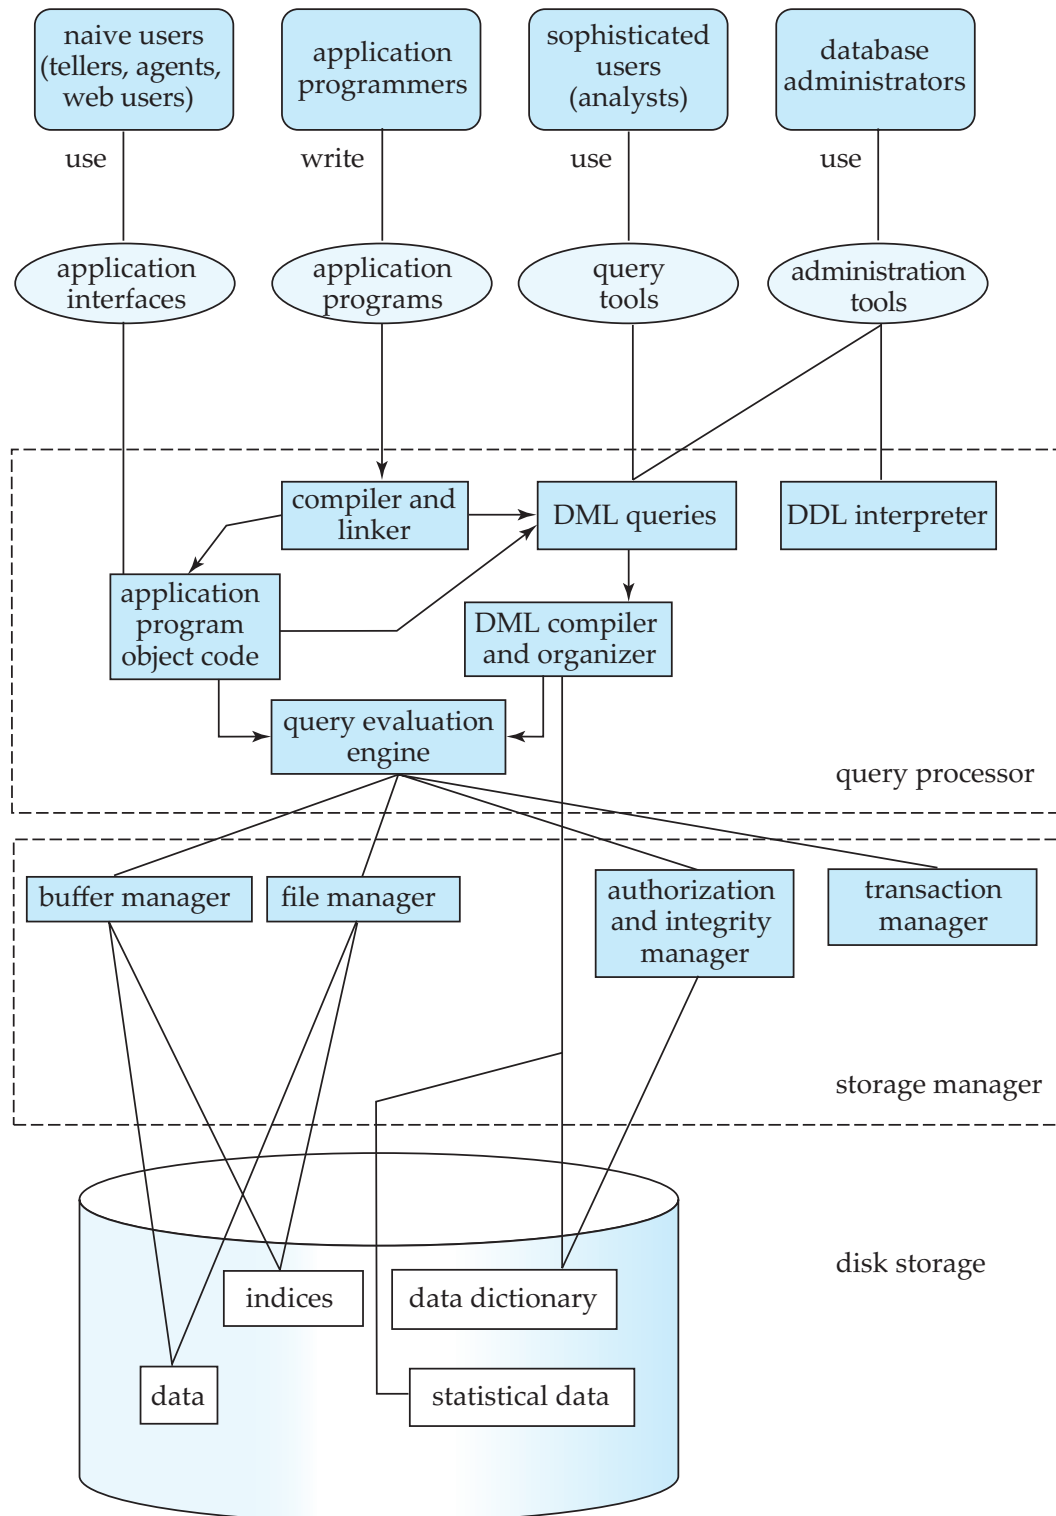 naive users
(tellers, agents,
web users)
application
programmers
sophisticated
users
(analysts)
database
administrators
use
write
use
use
application
interfaces
application
programs
query
tools
administration
tools
compiler and
linker
DML queries
DDL interpreter
application
program
object code
DML compiler
and organizer
query evaluation
engine
query processor
buffer manager
file manager
authorization
and integrity
manager
transaction
manager
storage manager
disk storage
indices
data dictionary
data
statistical data